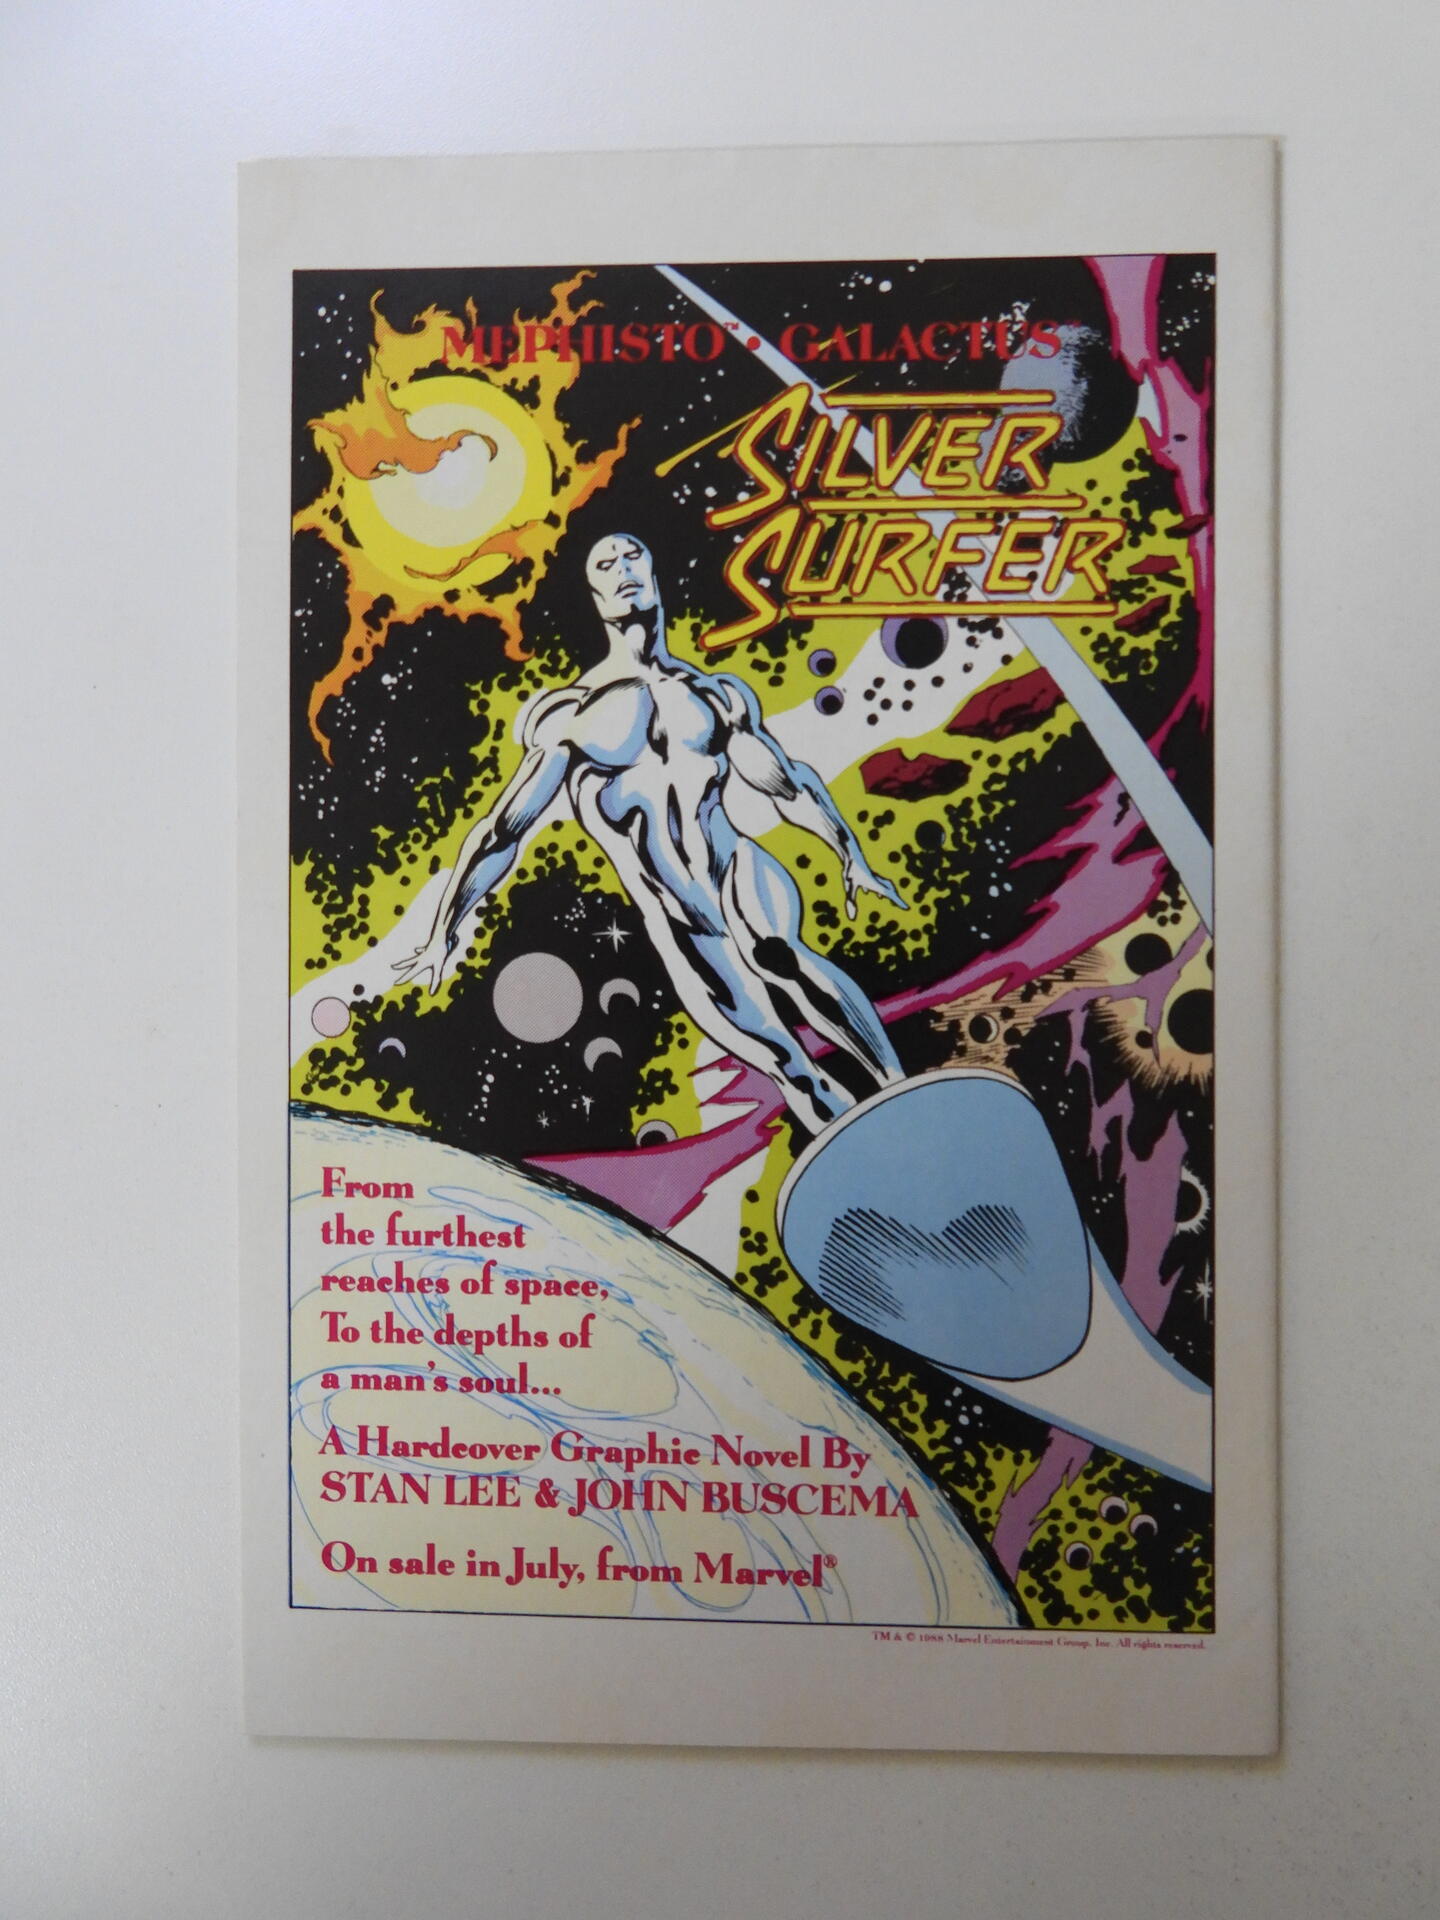 MEPHISTO™ • GALACTUS™
SILVER
SURFER
From
the furthest
reaches of space,
To the depths of
a man's soul...
A Hardcover Graphic Novel By
STAN LEE & JOHN BUSCEMA
On sale in July, from Marvel®
TM & © 1988 Marvel Entertainment Group, Inc. All rights reserved.